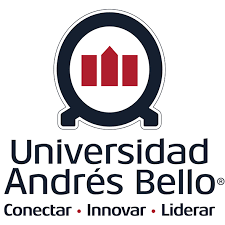 Universidad
Andrés Bello®
Conectar • Innovar • Liderar